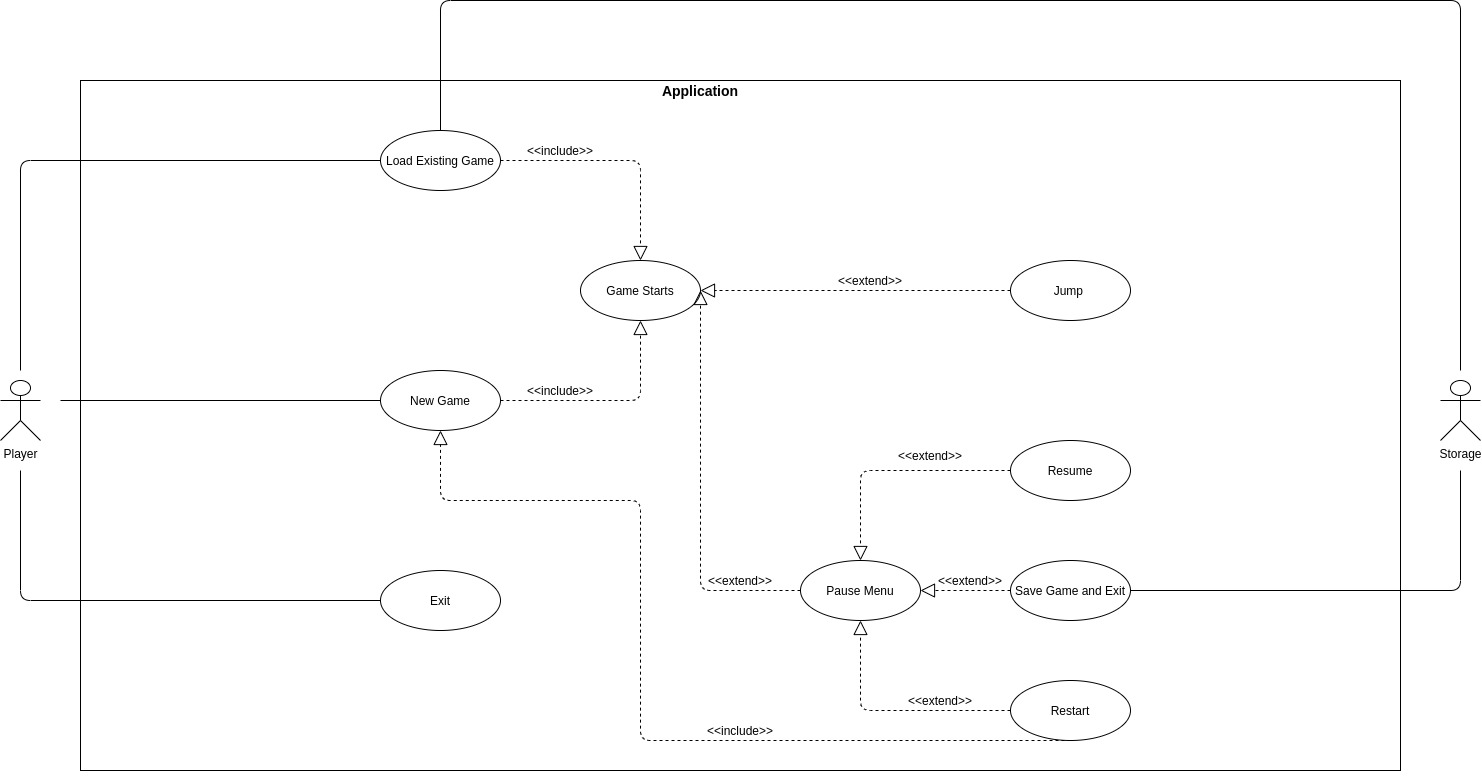 Application
<<include>>
Load Existing Game
<<extend>>
Game Starts
Jump
<<include>>
New Game
Player
Storage
<<extend>>
Resume
<<extend>>
<<extend>>
Pause Menu
Save Game and Exit
Exit
<<extend>>
Restart
<<include>>